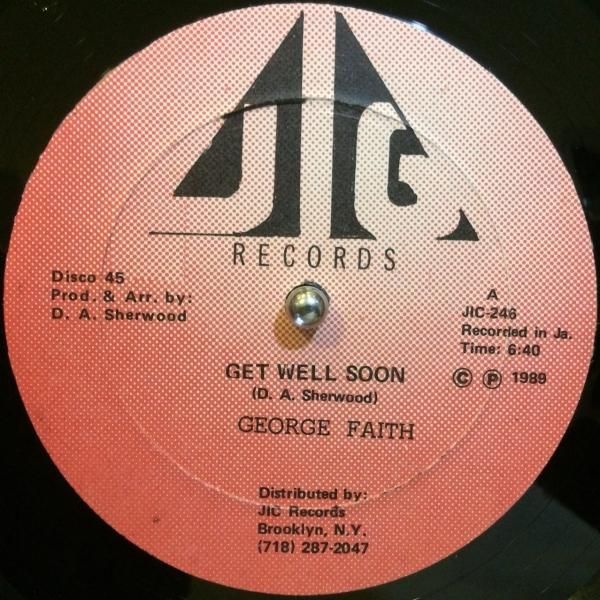 JIG
RECORDS
Disco 45
Prod. & Arr. by:
D. A. Sherwood
A
JIC-246
Recorded in Ja.
Time: 6:40
© ℗ 1989
GET WELL SOON
(D. A. Sherwood)
GEORGE FAITH
Distributed by:
JIC Records
Brooklyn, N.Y.
(718) 287-2047